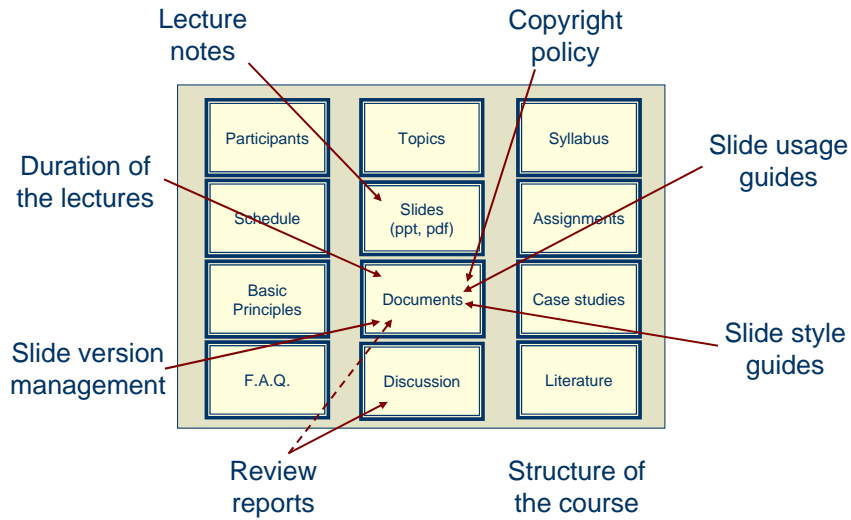 Lecture
notes
Copyright
policy
Participants
Topics
Syllabus
Duration of
the lectures
Slide usage
guides
Schedule
Slides
(ppt, pdf)
Assignments
Basic
Principles
Documents
Case studies
Slide version
management
Slide style
guides
F.A.Q.
Discussion
Literature
Review
reports
Structure of
the course